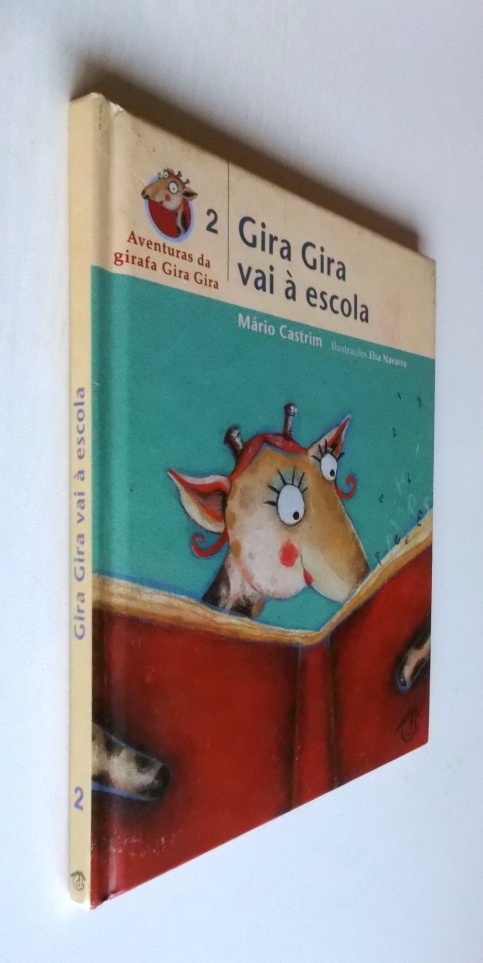 2
Aventuras da
girafa Gira Gira
Gira Gira
vai à escola
Mário Castrim Ilustrações Elsa Navarro
Gira Gira vai à escola
2